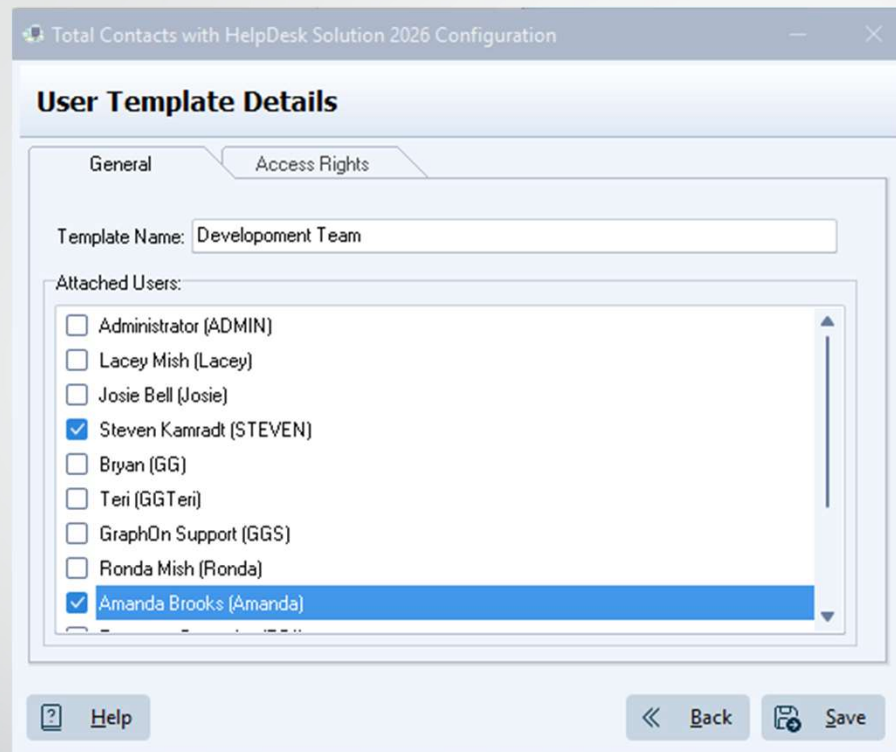 Total Contacts with HelpDesk Solution 2026 Configuration
User Template Details
General
Access Rights
Template Name: Developoment Team
Attached Users:
Administrator (ADMIN)
Lacey Mish (Lacey)
Josie Bell (Josie)
Steven Kamradt (STEVEN)
Bryan (GG)
Teri (GGTeri)
GraphOn Support (GGS)
Ronda Mish (Ronda)
Amanda Brooks (Amanda)
Help
Back
Save